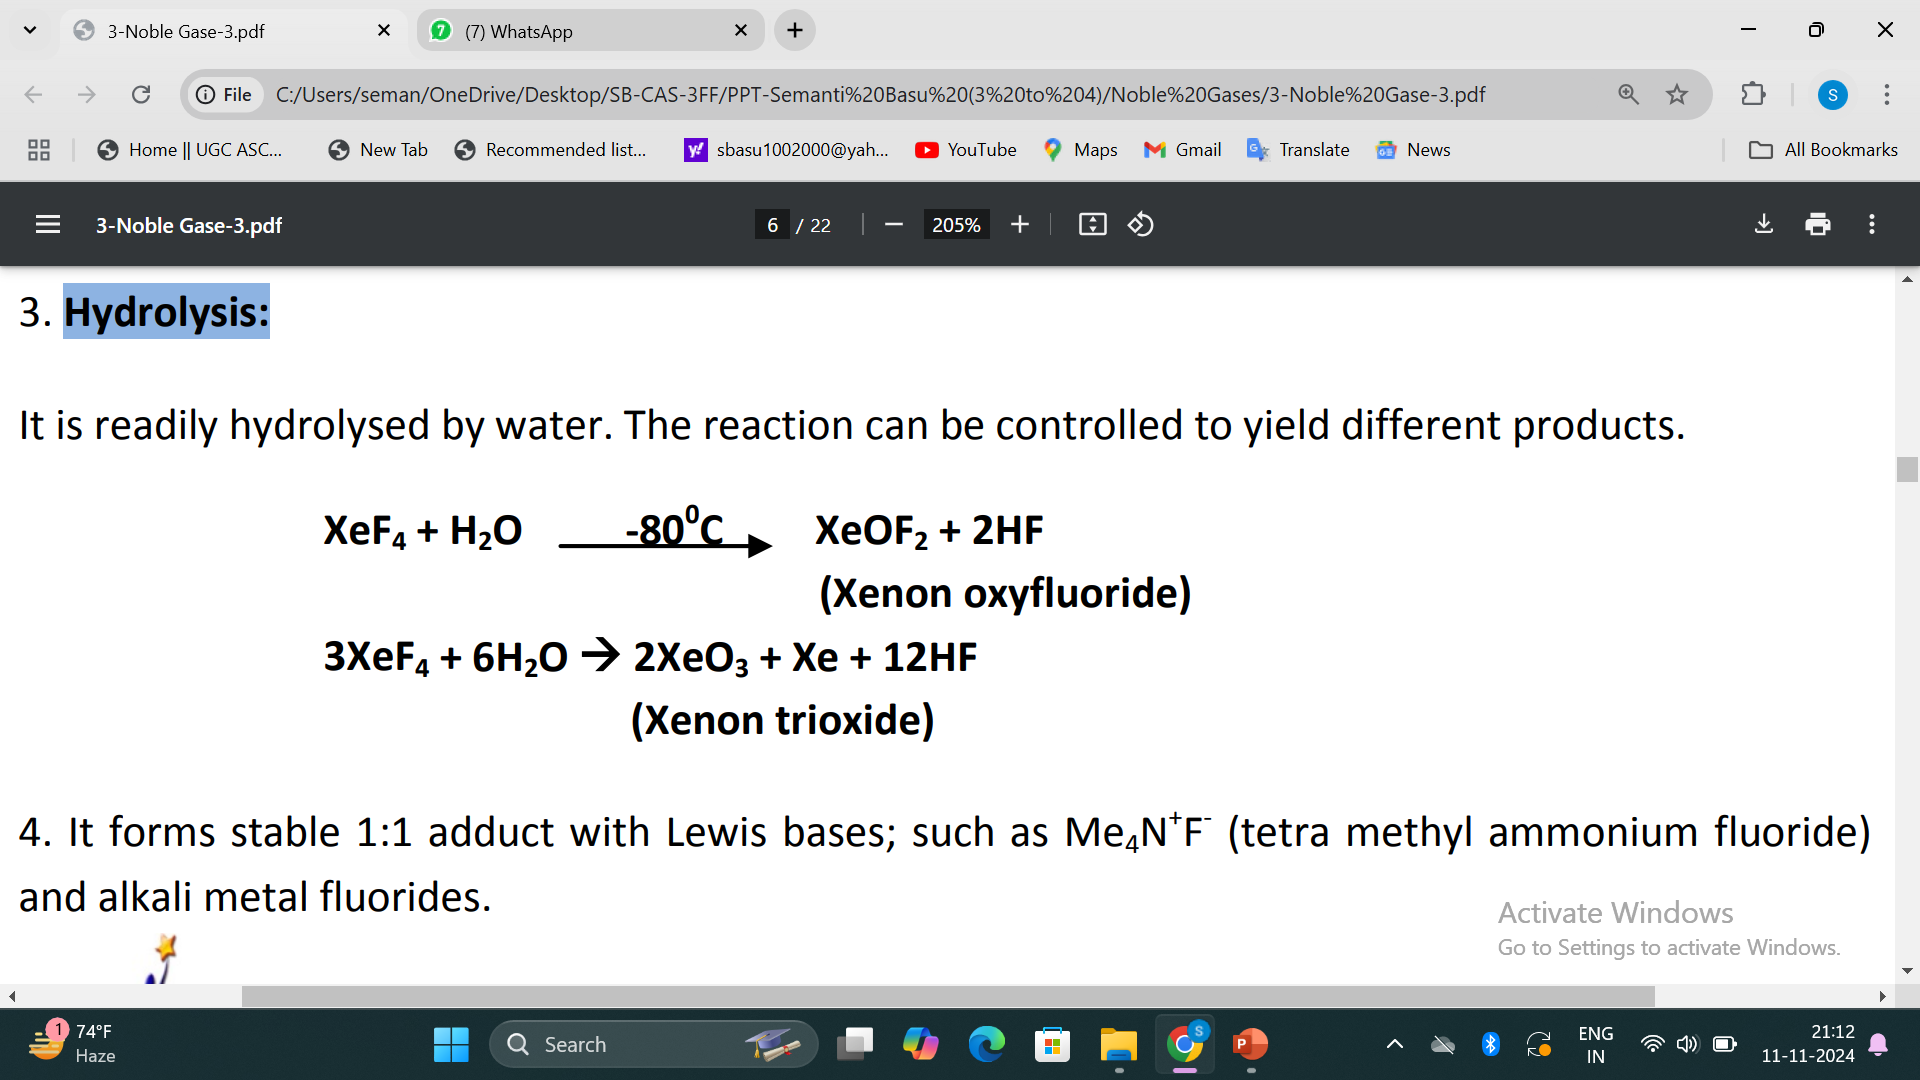 3-Noble Gase-3.pdf
7 (7) WhatsApp
File C:/Users/seman/OneDrive/Desktop/SB-CAS-3FF/PPT-Semanti%20Basu%20(3%20to%204)/Noble%20Gases/3-Noble%20Gase-3.pdf S
Home || UGC ASC... New Tab Recommended list... y! sbasu1002000@yah... YouTube Maps Gmail Translate News All Bookmarks
3-Noble Gase-3.pdf 6 / 22 205%
3. Hydrolysis:
It is readily hydrolysed by water. The reaction can be controlled to yield different products.
XeF₄ + H₂O -80⁰C XeOF₂ + 2HF
(Xenon oxyfluoride)
3XeF₄ + 6H₂O → 2XeO₃ + Xe + 12HF
(Xenon trioxide)
4. It forms stable 1:1 adduct with Lewis bases; such as Me₄N⁺F⁻ (tetra methyl ammonium fluoride)
and alkali metal fluorides.
Activate Windows
Go to Settings to activate Windows.
1 74°F
Haze
Search
S
P
ENG
IN
21:12
11-11-2024